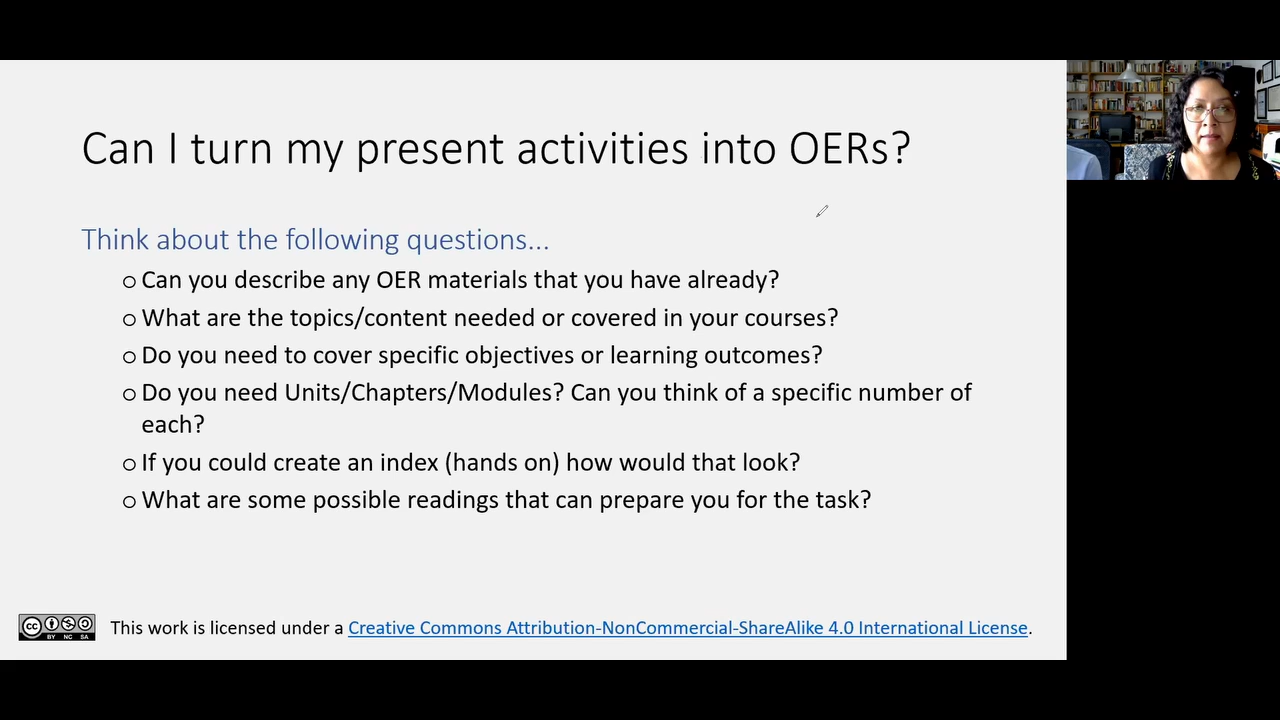 Can I turn my present activities into OERs?
Think about the following questions...
o Can you describe any OER materials that you have already?
o What are the topics/content needed or covered in your courses?
o Do you need to cover specific objectives or learning outcomes?
o Do you need Units/Chapters/Modules? Can you think of a specific number of
each?
o If you could create an index (hands on) how would that look?
o What are some possible readings that can prepare you for the task?
cc BY NC SA This work is licensed under a Creative Commons Attribution-NonCommercial-ShareAlike 4.0 International License.